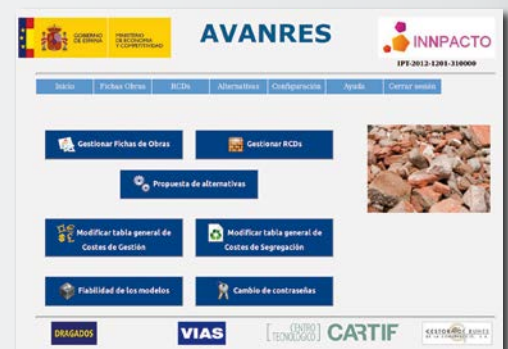 GOBIERNO DE ESPAÑA
MINISTERIO DE ECONOMÍA Y COMPETITIVIDAD
AVANRES
INNPACTO
IPT-2012-1201-310000
Inicio Fichas Obras RCDs Alternativas Configuración Ayuda Cerrar sesión
Gestionar Fichas de Obras
Gestionar RCDs
Propuesta de alternativas
Modificar tabla general de
Costes de Gestión
Modificar tabla general de
Costes de Segregación
Fiabilidad de los modelos
Cambio de contraseñas
DRAGADOS
VIAS
CENTRO
TECNOLÓGICO
CARTIF